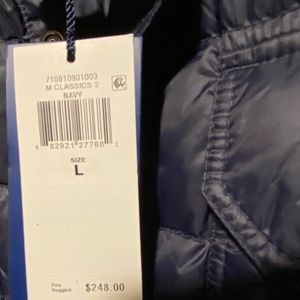 710810901003
M CLASSICS 2
NAVY
8 82921 27768 2
SIZE
L
Prix
Suggéré
$248.00